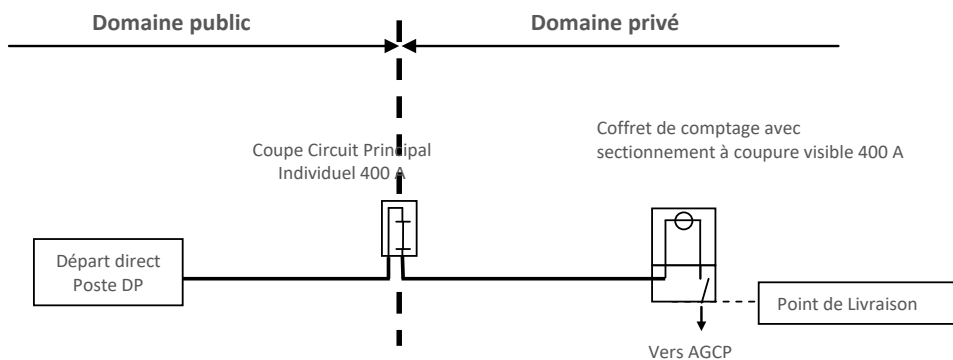 Domaine public
Domaine privé
Coupe Circuit Principal
Individuel 400 A
Coffret de comptage avec
sectionnement à coupure visible 400 A
Départ direct
Poste DP
Point de Livraison
Vers AGCP